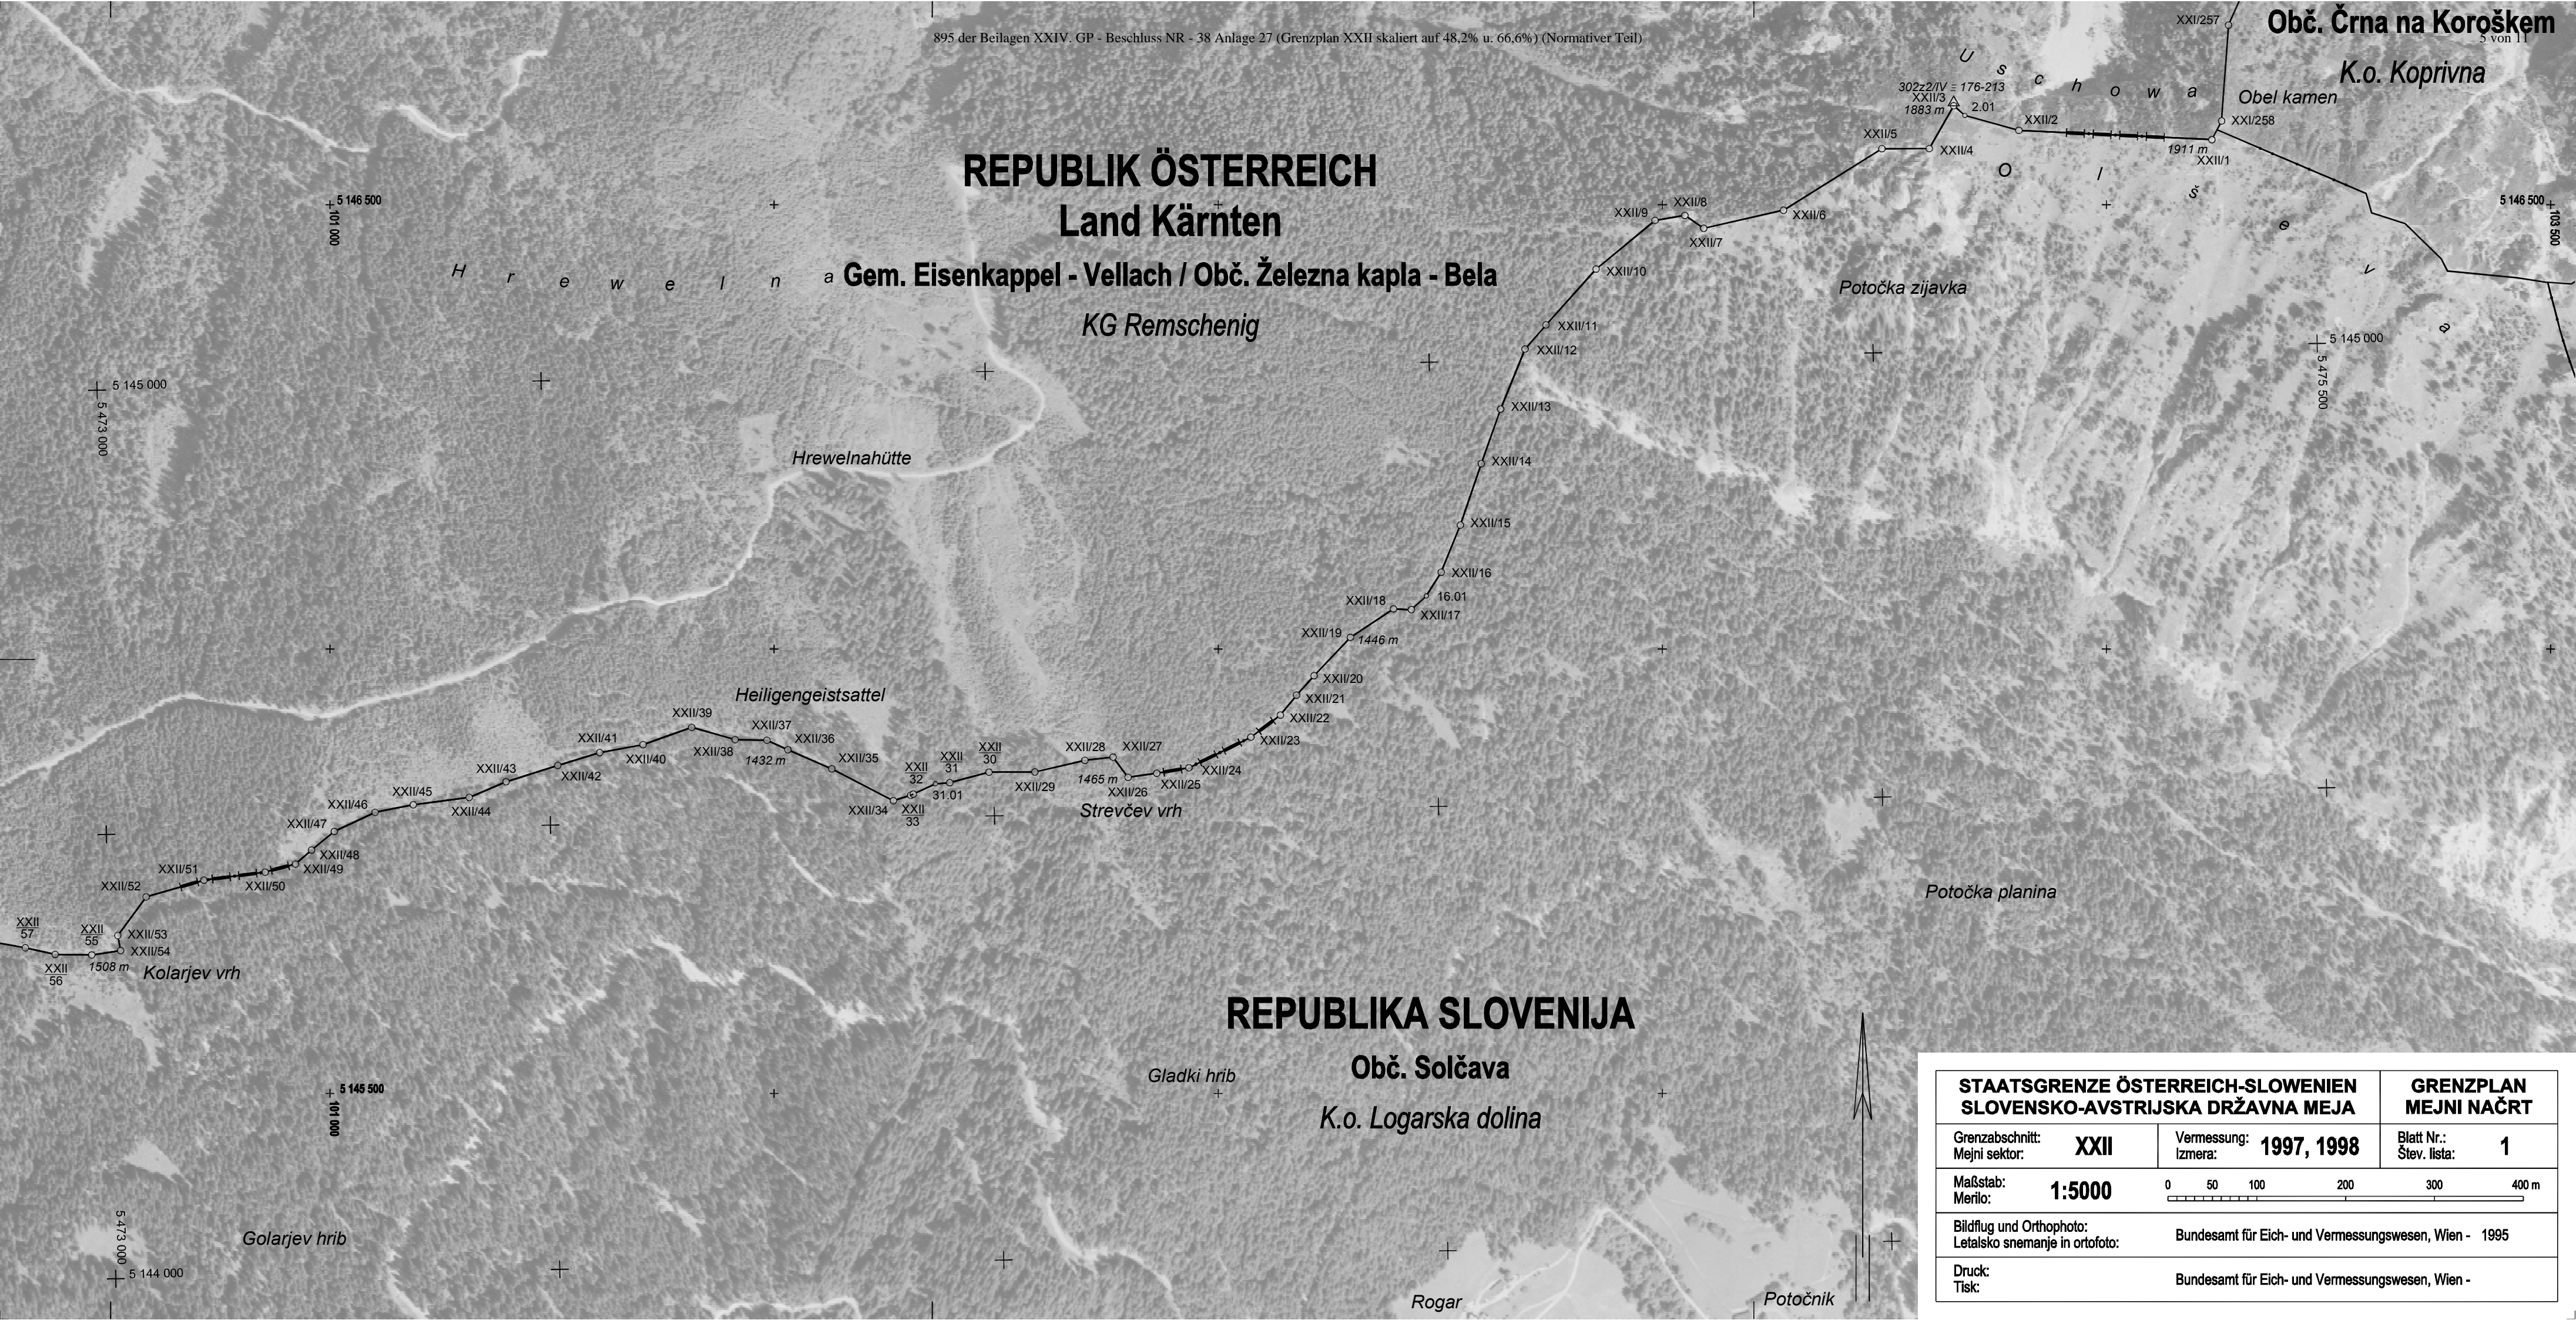 895 der Beilagen XXIV. GP - Beschluss NR - 38 Anlage 27 (Grenzplan XXII skaliert auf 48,2% u. 66,6%) (Normativer Teil)
5 von 11
XXI/257
Obč. Črna na Koroškem
K.o. Koprivna
U s c h o w a
Obel kamen
302z2/IV = 176-213
XXII/3
1883 m
2.01
XXII/2
XXI/258
XXII/5
XXII/4
1911 m
XXII/1
O l š e v a
REPUBLIK ÖSTERREICH
Land Kärnten
Gem. Eisenkappel - Vellach / Obč. Železna kapla - Bela
KG Remschenig
5 146 500
101 000
5 146 500
103 500
H r e w e l n a
XXII/9
XXII/8
XXII/7
XXII/6
XXII/10
Potočka zijavka
XXII/11
XXII/12
5 145 000
5 475 500
5 145 000
5 473 000
XXII/13
Hrewelnahütte
XXII/14
XXII/15
XXII/16
16.01
XXII/18
XXII/17
XXII/19
1446 m
XXII/20
XXII/21
XXII/22
XXII/23
Heiligengeistsattel
XXII/39
XXII/37
XXII/36
XXII/38
1432 m
XXII/35
XXII/41
XXII/40
XXII/42
XXII/43
XXII/44
XXII/45
XXII/46
XXII/47
XXII/48
XXII/49
XXII/34
XXII
32
XXII
31
XXII
30
31.01
XXII
33
XXII/29
XXII/28
XXII/27
1465 m
XXII/26
XXII/25
XXII/24
Strevčev vrh
XXII/51
XXII/50
XXII/52
XXII
57
XXII
55
XXII/53
XXII/54
XXII
56
1508 m
Kolarjev vrh
Potočka planina
REPUBLIKA SLOVENIJA
Obč. Solčava
K.o. Logarska dolina
Gladki hrib
5 145 500
101 000
5 473 000
5 144 000
Golarjev hrib
Rogar
Potočnik
STAATSGRENZE ÖSTERREICH-SLOWENIEN
SLOVENSKO-AVSTRIJSKA DRŽAVNA MEJA
GRENZPLAN
MEJNI NAČRT
Grenzabschnitt:
Mejni sektor:
XXII
Vermessung:
Izmera:
1997, 1998
Blatt Nr.:
Štev. lista:
1
Maßstab:
Merilo:
1:5000
0 50 100 200 300 400 m
Bildflug und Orthophoto:
Letalsko snemanje in ortofoto:
Bundesamt für Eich- und Vermessungswesen, Wien - 1995
Druck:
Tisk:
Bundesamt für Eich- und Vermessungswesen, Wien -